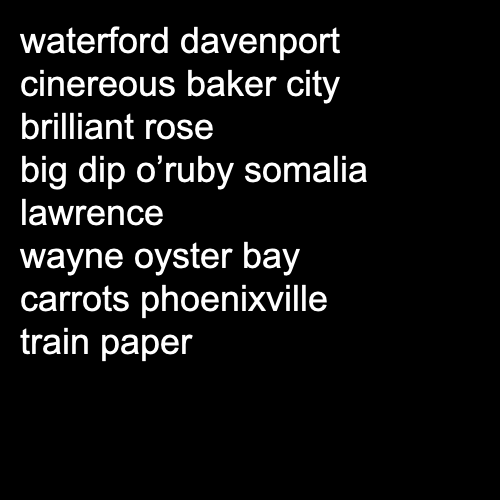 waterford davenport
cinereous baker city
brilliant rose
big dip o’ruby somalia
lawrence
wayne oyster bay
carrots phoenixville
train paper